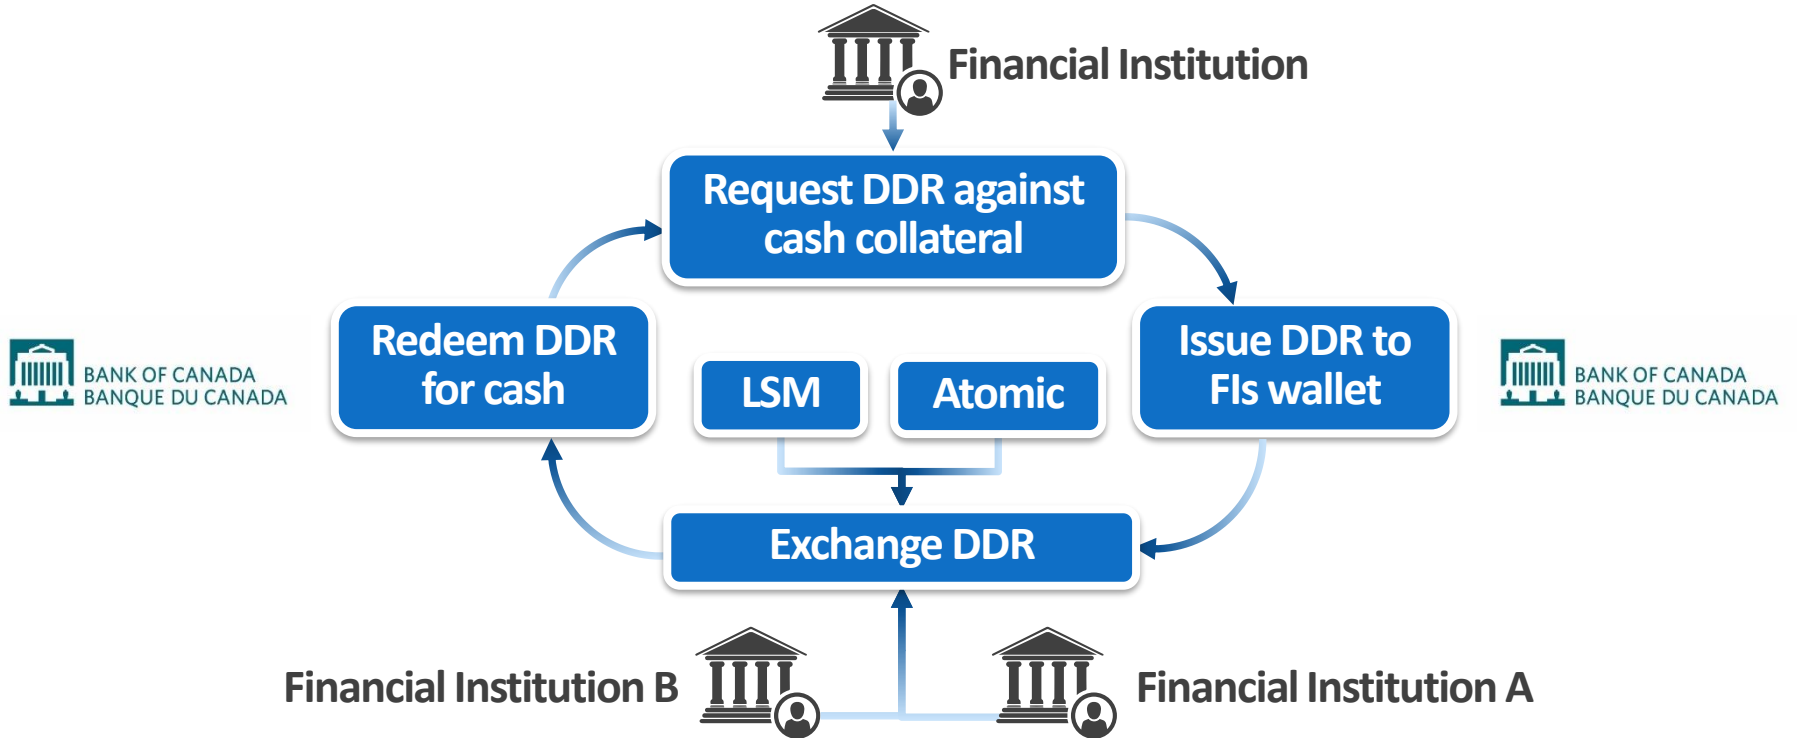 Financial Institution
Request DDR against
cash collateral
Redeem DDR
for cash
Issue DDR to
FIs wallet
LSM
Atomic
BANK OF CANADA
BANQUE DU CANADA
BANK OF CANADA
BANQUE DU CANADA
Exchange DDR
Financial Institution B
Financial Institution A